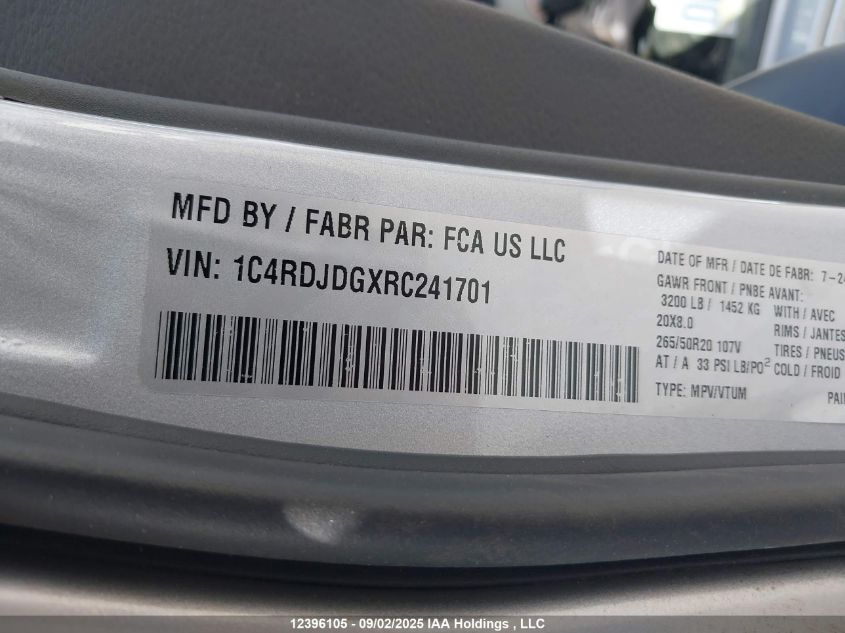 MFD BY / FABR PAR: FCA US LLC
VIN: 1C4RDJDGXRC241701
DATE OF MFR / DATE DE FABR: 7-24
GAWR FRONT / PNBE AVANT:
3200 LB / 1452 KG WITH / AVEC
20X8.0 RIMS / JANTES
265/50R20 107V TIRES / PNEUS
AT / A 33 PSI LB/PO² COLD / FROID
TYPE: MPV/VTUM
12396105 - 09/02/2025 IAA Holdings , LLC